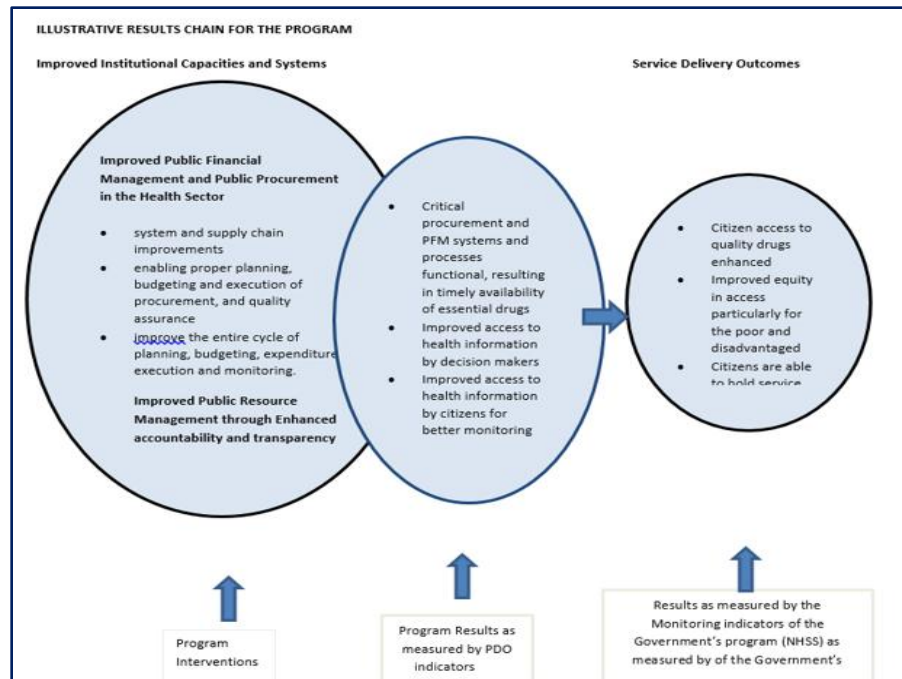 ILLUSTRATIVE RESULTS CHAIN FOR THE PROGRAM
Improved Institutional Capacities and Systems
Service Delivery Outcomes
Improved Public Financial
Management and Public Procurement
in the Health Sector
• system and supply chain
improvements
• enabling proper planning,
budgeting and execution of
procurement, and quality
assurance
• improve the entire cycle of
planning, budgeting, expenditure
execution and monitoring.
Improved Public Resource
Management through Enhanced
accountability and transparency
• Critical
procurement and
PFM systems and
processes
functional, resulting
in timely availability
of essential drugs
• Improved access to
health information
by decision makers
• Improved access to
health information
by citizens for
better monitoring
• Citizen access to
quality drugs
enhanced
• Improved equity
in access
particularly for
the poor and
disadvantaged
• Citizens are able
to hold service
Program
Interventions
Program Results as
measured by PDO
indicators
Results as measured by the
Monitoring indicators of the
Government's program (NHSS) as
measured by of the Government's